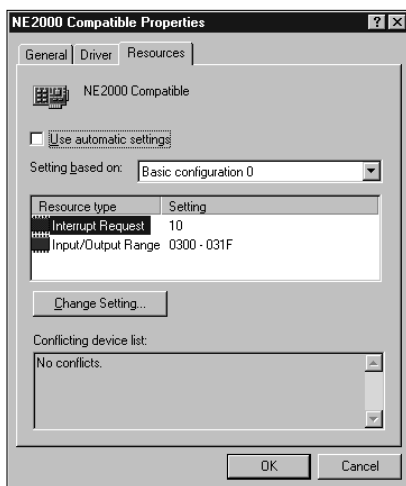 NE2000 Compatible Properties ? X
General Driver Resources
NE2000 Compatible
Use automatic settings
Setting based on: Basic configuration 0
Resource type Setting
Interrupt Request 10
Input/Output Range 0300 - 031F
Change Setting...
Conflicting device list:
No conflicts.
OK Cancel